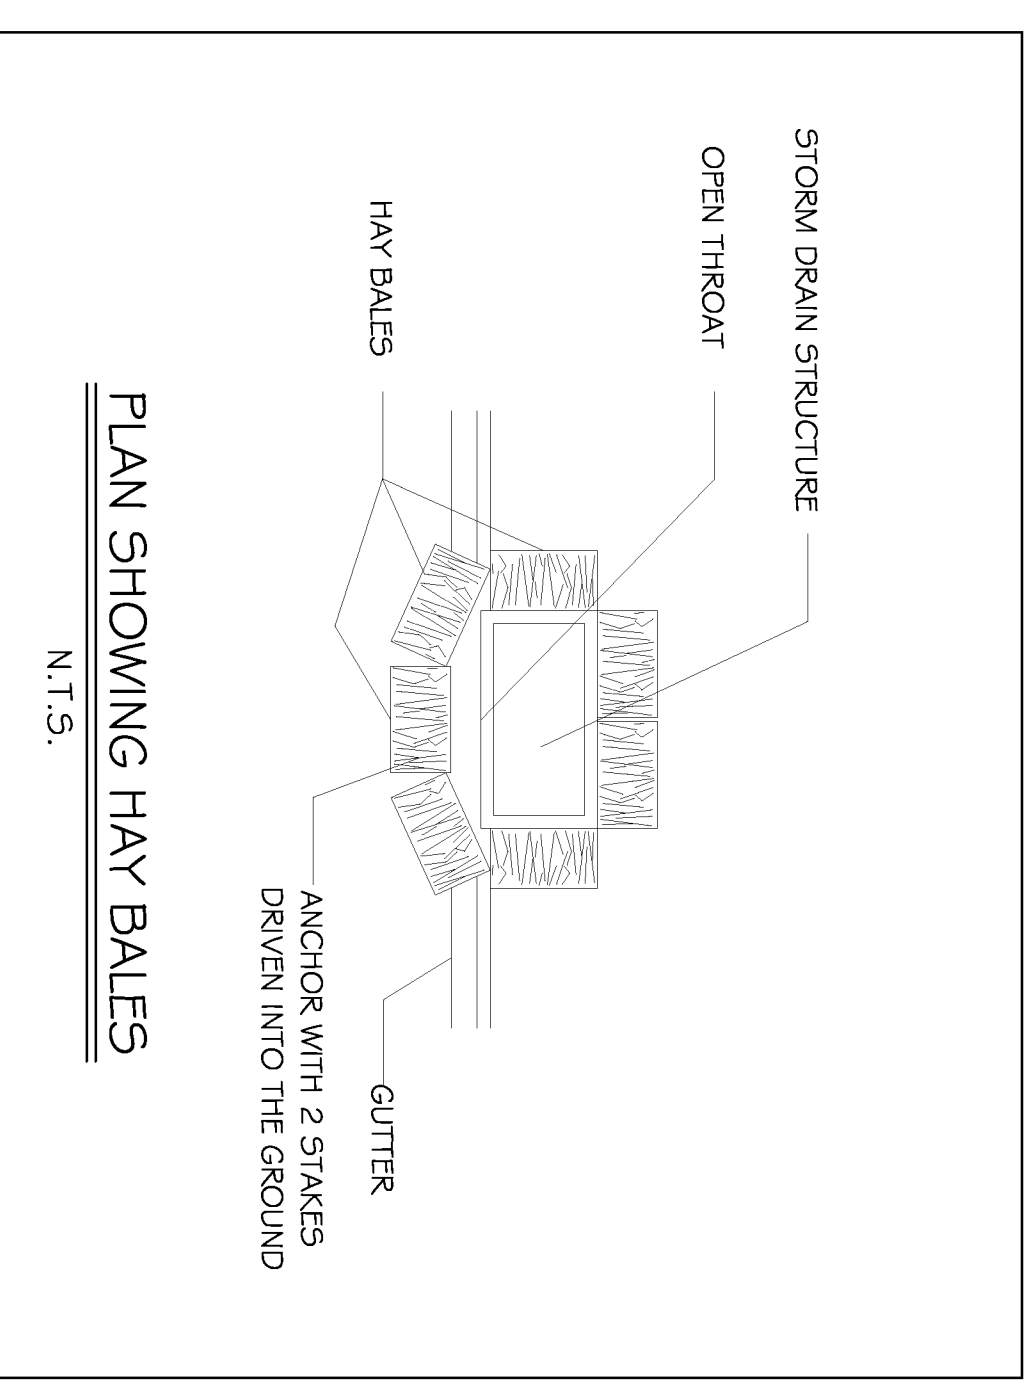 STORM DRAIN STRUCTURE
OPEN THROAT
HAY BALES
GUTTER
ANCHOR WITH 2 STAKES
DRIVEN INTO THE GROUND
PLAN SHOWING HAY BALES
N.T.S.